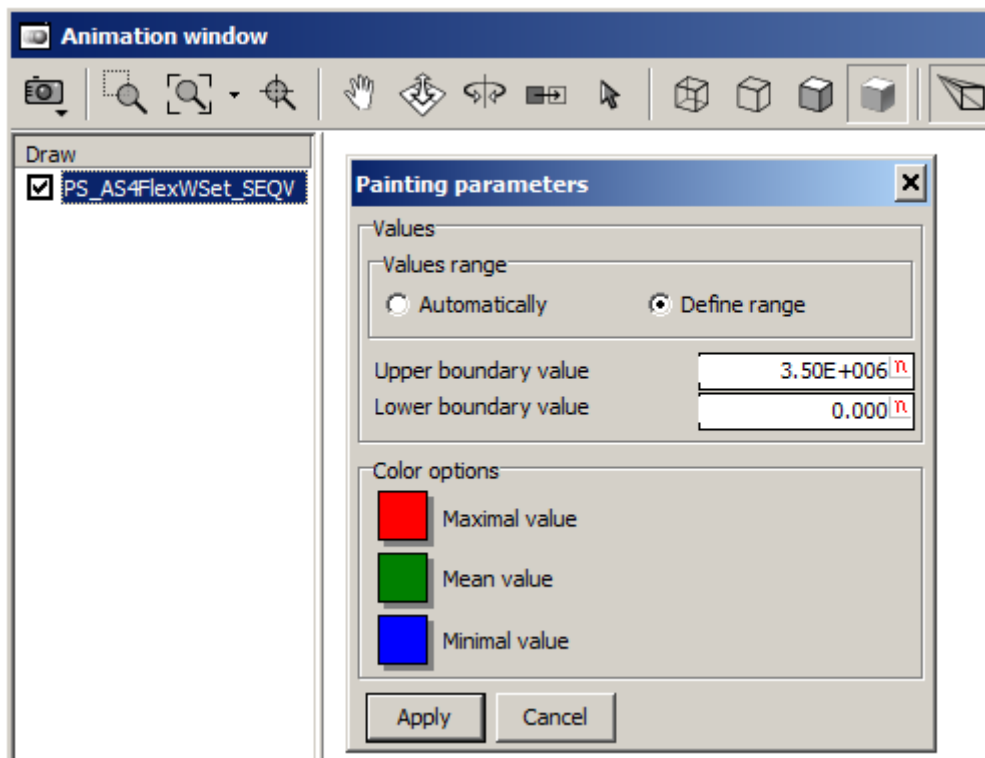 Animation window
Draw
PS_AS4FlexWSet_SEQV
Painting parameters
Values
Values range
Automatically
Define range
Upper boundary value
3.50E+006 n
Lower boundary value
0.000 n
Color options
Maximal value
Mean value
Minimal value
Apply
Cancel